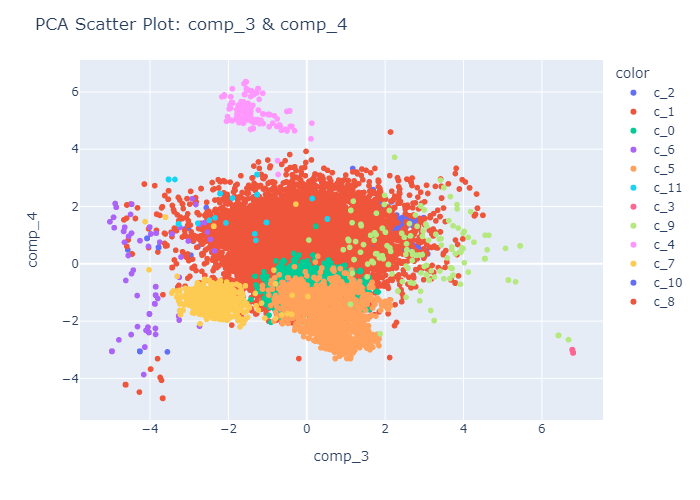 PCA Scatter Plot: comp_3 & comp_4
color
c_2
c_1
c_0
c_6
c_5
c_11
c_3
c_9
c_4
c_7
c_10
c_8
6
4
2
0
−2
−4
comp_4
−4
−2
0
2
4
6
comp_3